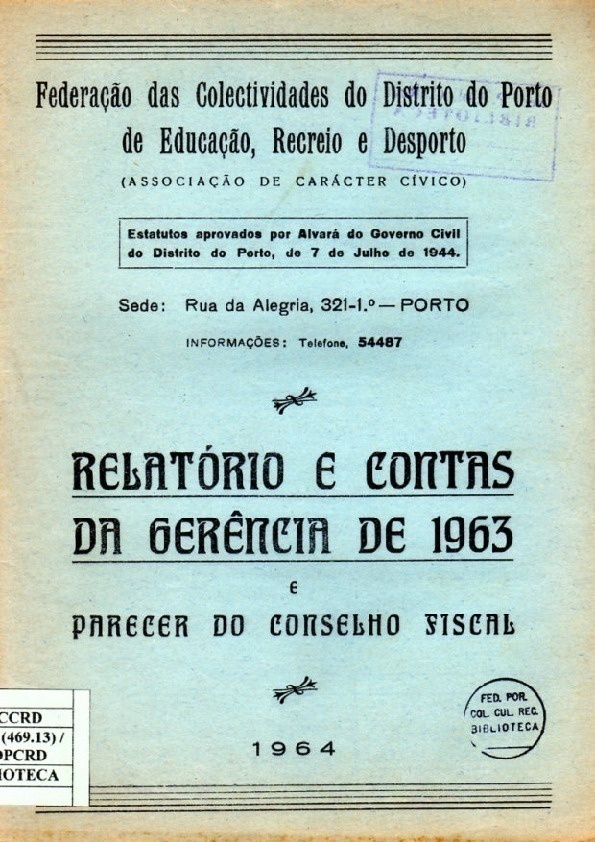 Federação das Colectividades do Distrito do Porto
de Educação, Recreio e Desporto
(ASSOCIAÇÃO DE CARÁCTER CÍVICO)
BIBLIOTECA
Estatutos aprovados por Alvará do Governo Civil
do Distrito do Porto, de 7 de Julho de 1944.
Sede: Rua da Alegria, 321-1.º — PORTO
INFORMAÇÕES: Telefone, 54487
RELATÓRIO E CONTAS
DA GERÊNCIA DE 1963
E
PARECER DO CONSELHO FISCAL
FED. POR.
COL. CUL. REC.
BIBLIOTECA
CCRD
(469.13) /
OPCRD
IOTECA
1964